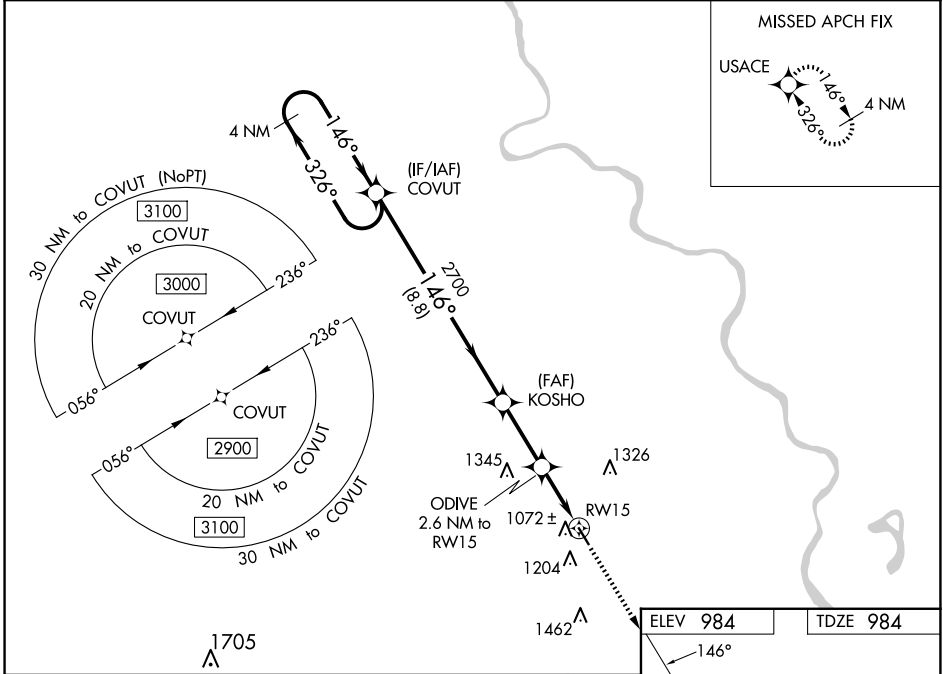 MISSED APCH FIX
USACE
146°
326°
4 NM
4 NM
146°
326°
(IF/IAF)
COVUT
30 NM to COVUT (NoPT)
3100
20 NM to COVUT
3000
236°
COVUT
056°
2700
146°
(8.8)
236°
COVUT
056°
2900
20 NM to COVUT
3100
30 NM to COVUT
(FAF)
KOSHO
1345
1326
ODIVE
2.6 NM to
RW15
1072 ±
RW15
1204
1462
1705
ELEV 984
TDZE 984
146°